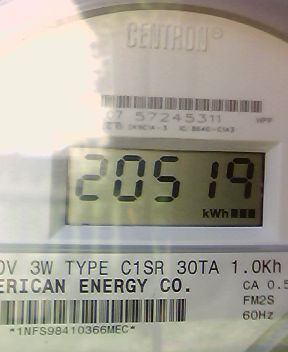 CENTRON®
07 57245311
20519
kWh
0V 3W TYPE C1SR 30TA 1.0Kh
ERICAN ENERGY CO.
CA 0.5
FM2S
*1NFS98410366MEC*
60Hz